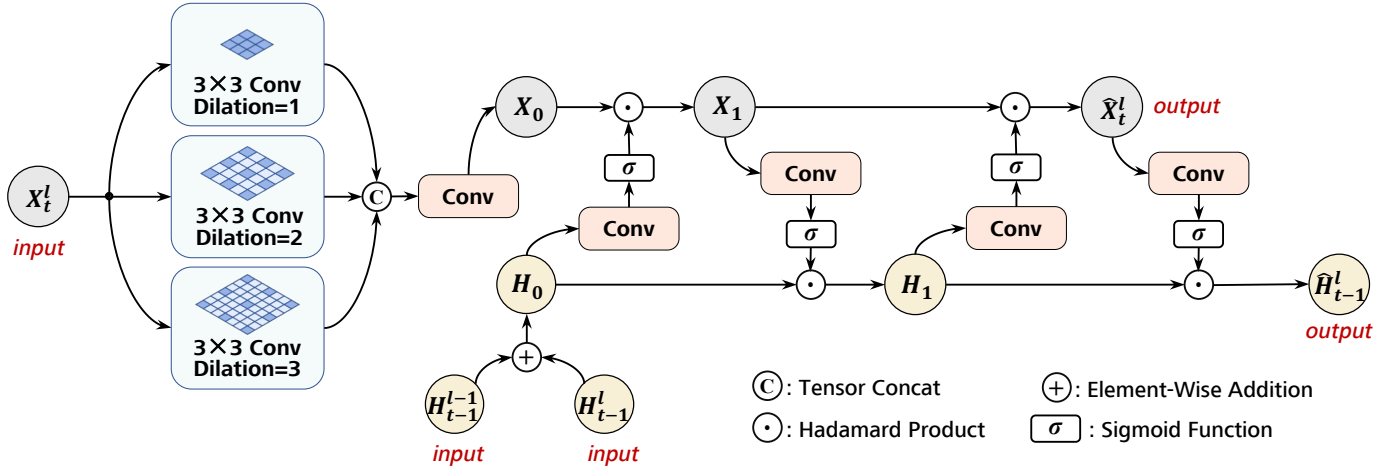 3×3 Conv
Dilation=1
3×3 Conv
Dilation=2
3×3 Conv
Dilation=3
X_t^l
input
C
Conv
X_0
·
X_1
·
X̂_t^l
output
σ
Conv
Conv
σ
σ
Conv
Conv
σ
H_0
·
H_1
·
Ĥ_{t-1}^l
output
+
H_{t-1}^{l-1}
input
H_{t-1}^l
input
C : Tensor Concat
+ : Element-Wise Addition
· : Hadamard Product
σ : Sigmoid Function